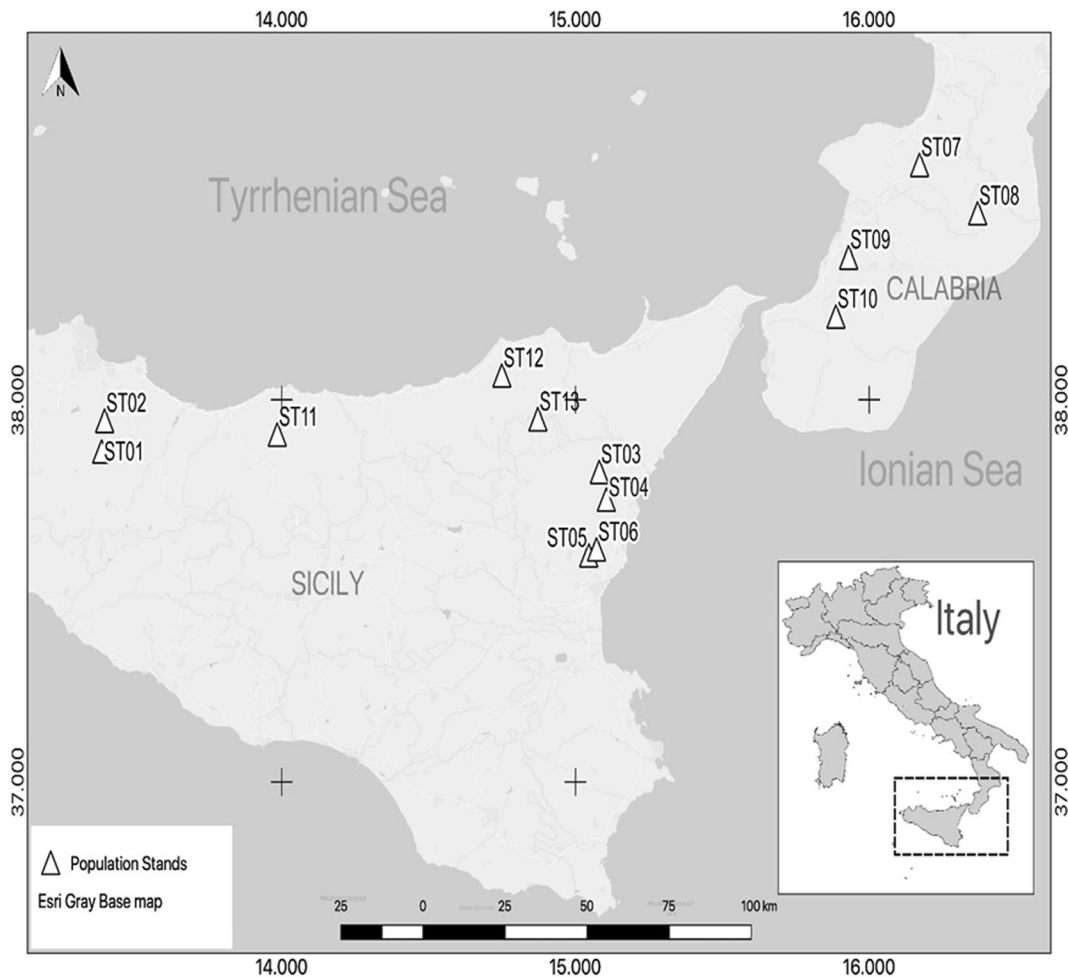 14.000 15.000 16.000
N
Tyrrhenian Sea
ST07
ST08
ST09
CALABRIA
ST10
ST12
38.000
38.000
ST02
ST11
ST13
ST01
ST03
Ionian Sea
ST04
ST05
ST06
SICILY
Italy
37.000
37.000
Population Stands
Esri Gray Base map
25 0 25 50 75 100 km
14.000 15.000 16.000